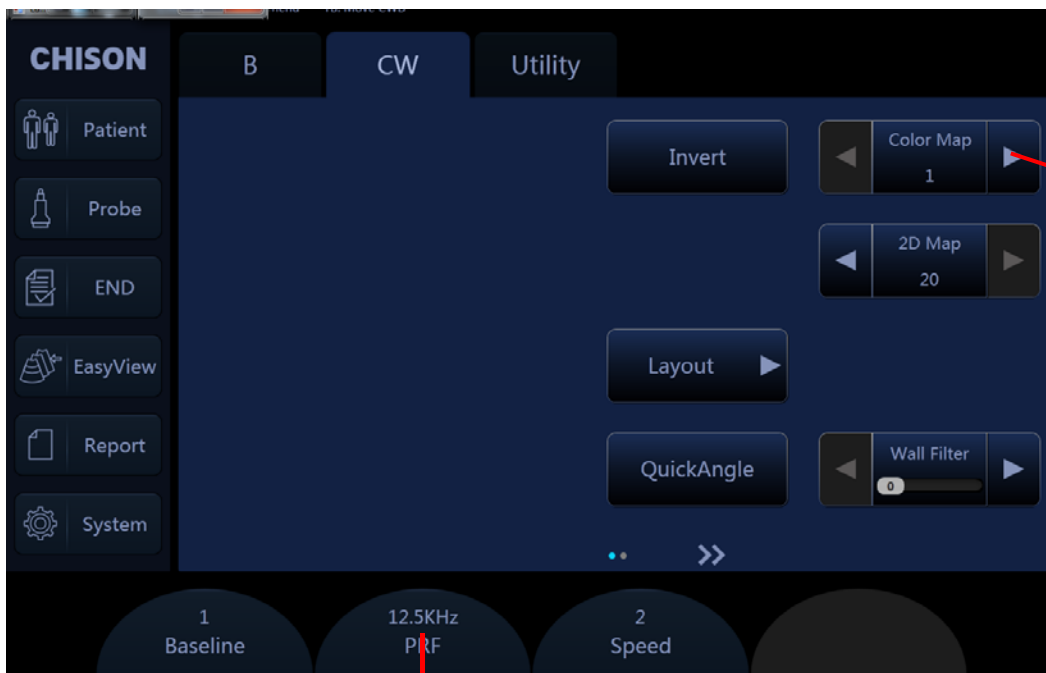 CHISON
B
CW
Utility
Patient
Invert
Color Map
1
Probe
2D Map
20
END
EasyView
Layout
Report
QuickAngle
Wall Filter
0
System
1
Baseline
12.5KHz
PRF
2
Speed